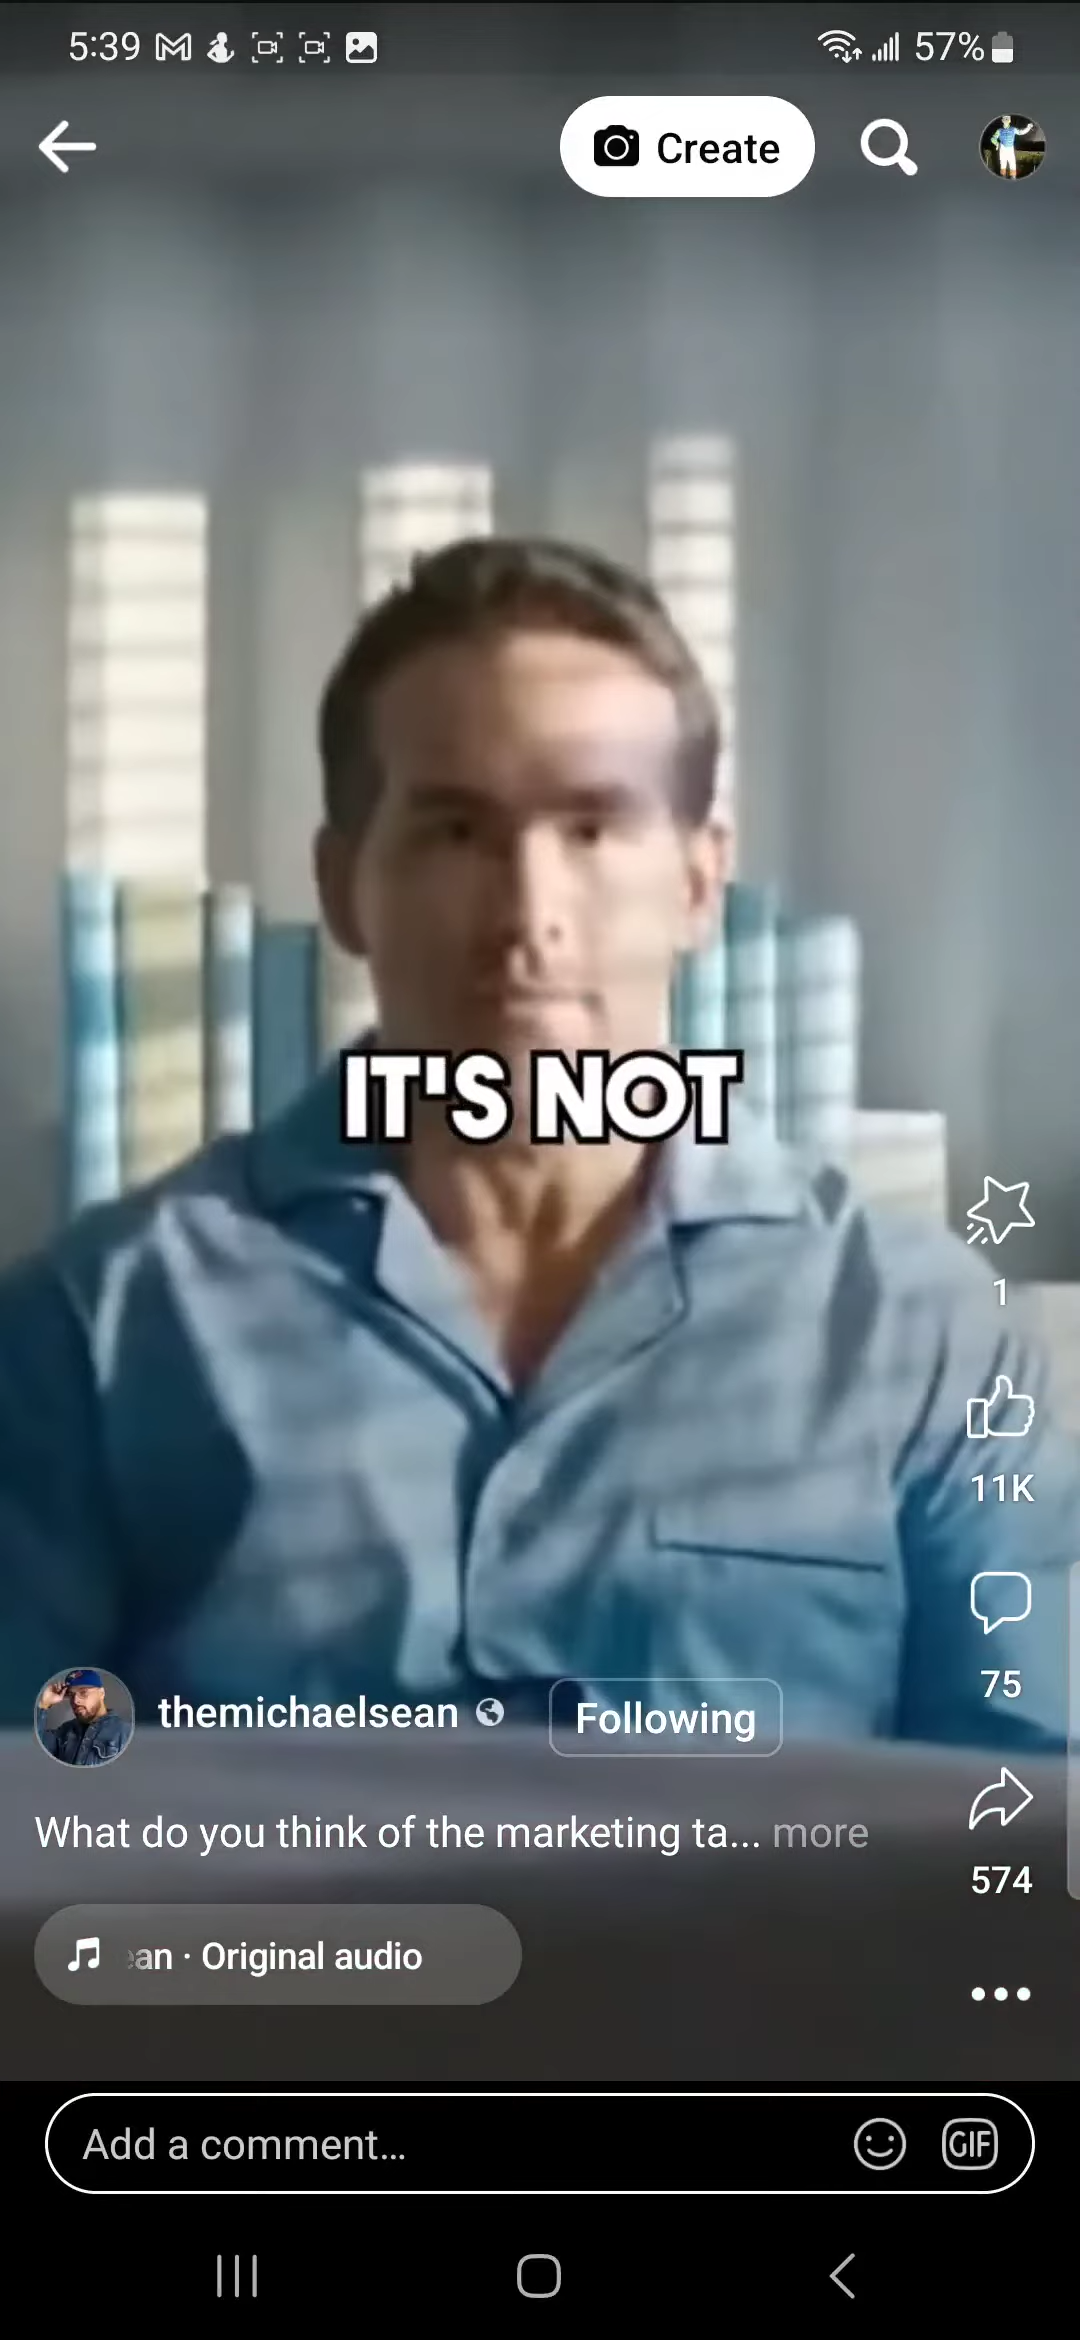 5:39
57%
Create
IT'S NOT
1
11K
75
themichaelsean
Following
What do you think of the marketing ta... more
574
an · Original audio
Add a comment...
GIF